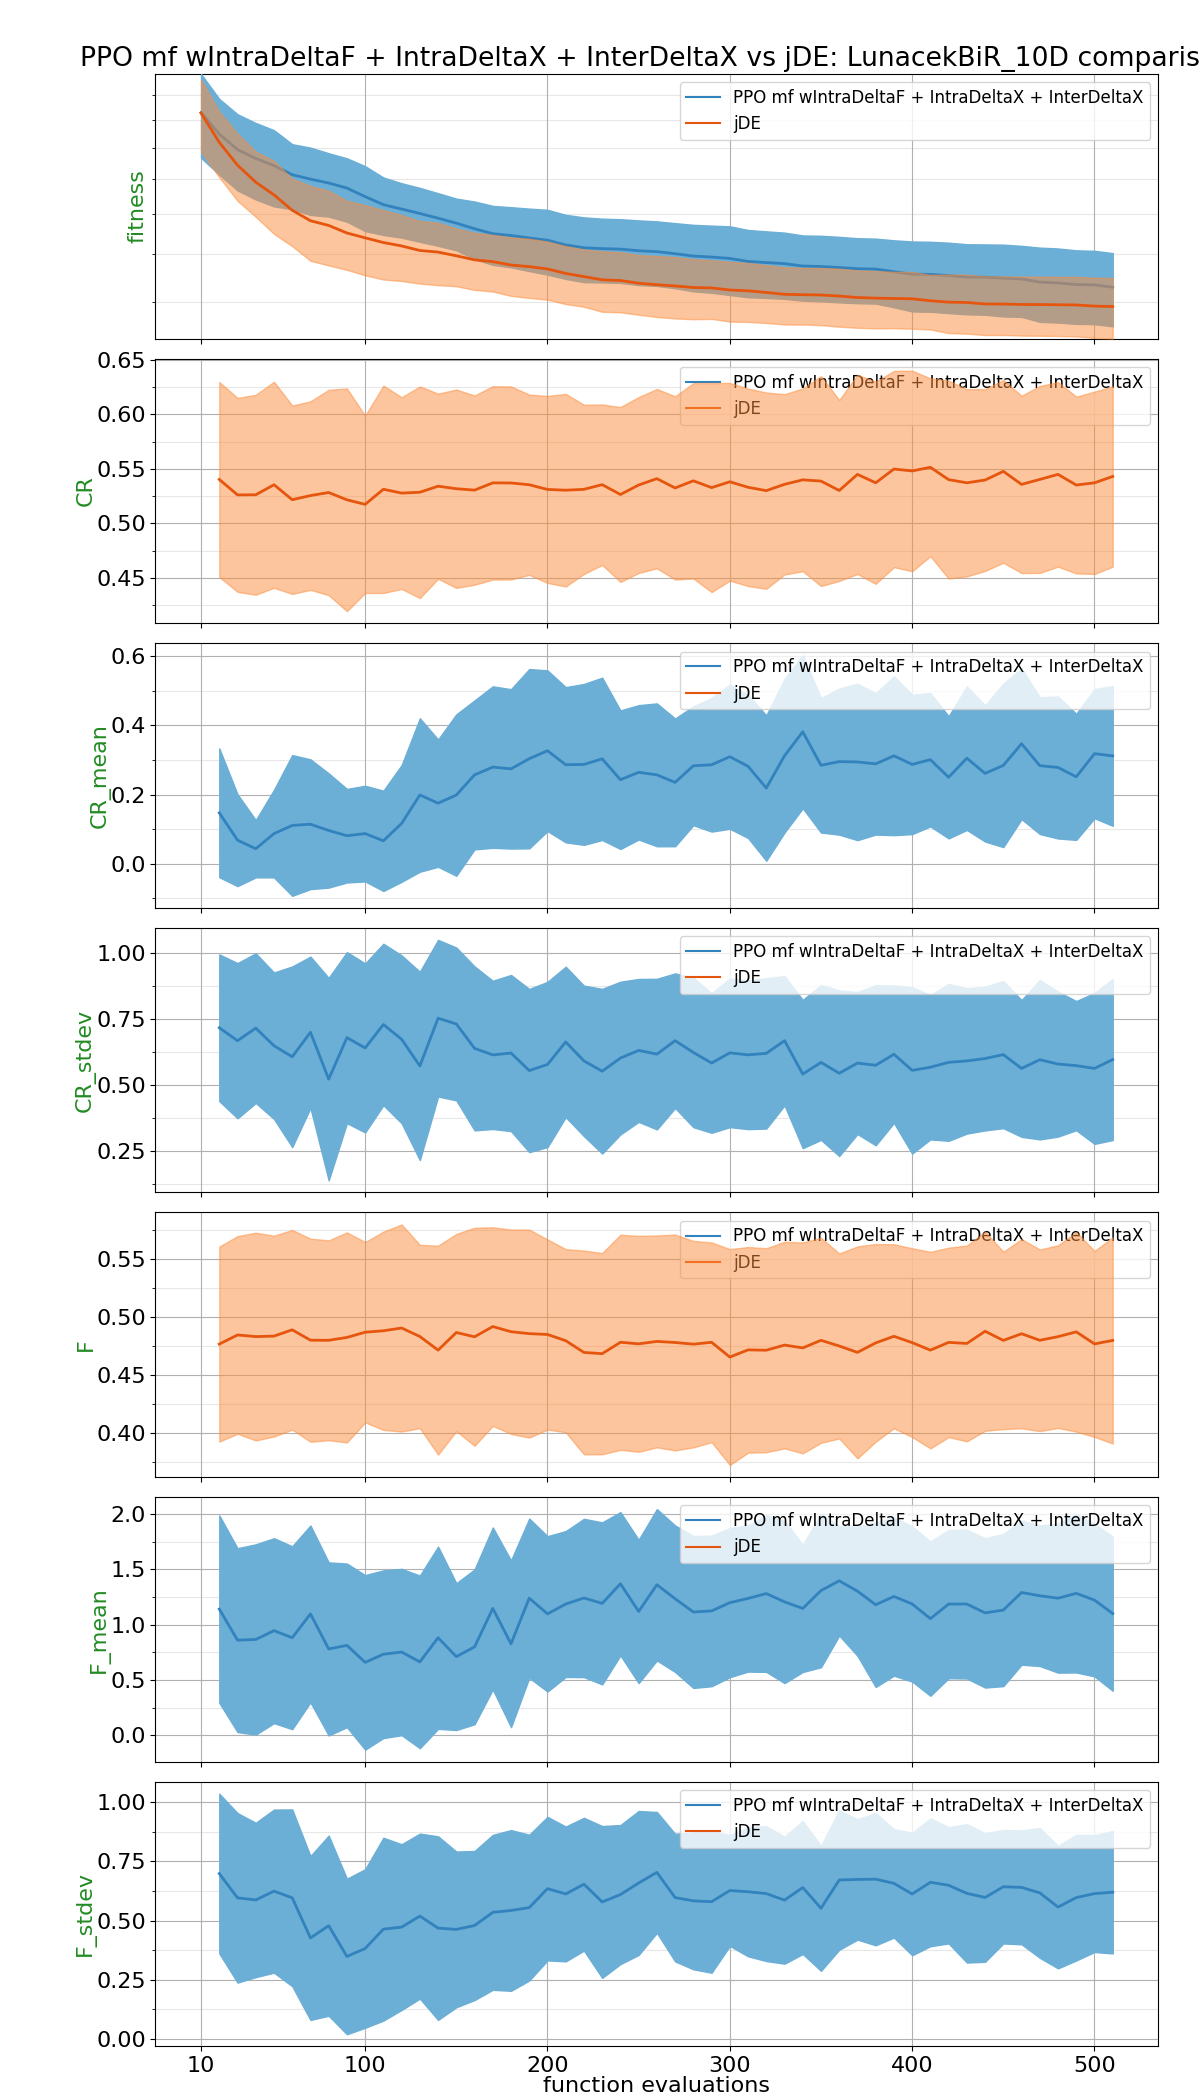 PPO mf wIntraDeltaF + IntraDeltaX + InterDeltaX vs jDE: LunacekBiR_10D comparis
PPO mf wIntraDeltaF + IntraDeltaX + InterDeltaX
jDE
fitness
0.65
0.60
0.55
0.50
0.45
CR
PPO mf wIntraDeltaF + IntraDeltaX + InterDeltaX
jDE
0.6
0.4
0.2
0.0
CR_mean
PPO mf wIntraDeltaF + IntraDeltaX + InterDeltaX
jDE
1.00
0.75
0.50
0.25
CR_stdev
PPO mf wIntraDeltaF + IntraDeltaX + InterDeltaX
jDE
0.55
0.50
0.45
0.40
F
PPO mf wIntraDeltaF + IntraDeltaX + InterDeltaX
jDE
2.0
1.5
1.0
0.5
0.0
F_mean
PPO mf wIntraDeltaF + IntraDeltaX + InterDeltaX
jDE
1.00
0.75
0.50
0.25
0.00
F_stdev
PPO mf wIntraDeltaF + IntraDeltaX + InterDeltaX
jDE
10 100 200 300 400 500
function evaluations